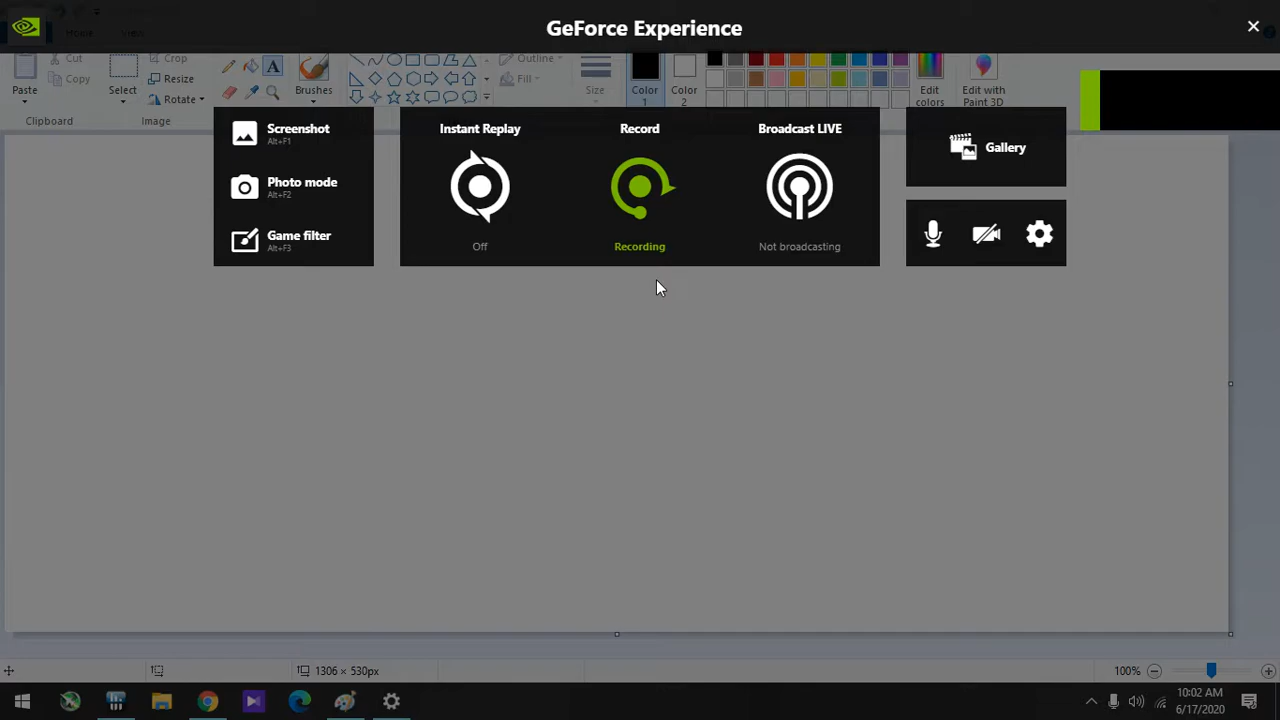 GeForce Experience
Home View
Paste
Cut
Copy
Clipboard
Select
Crop
Resize
Rotate
Image
A
Brushes
Outline
Fill
Size
Color
1
Color
2
Edit
colors
Edit with
Paint 3D
Screenshot
Alt+F1
Photo mode
Alt+F2
Game filter
Alt+F3
Instant Replay
Off
Record
Recording
Broadcast LIVE
Not broadcasting
Gallery
1306 × 530px
100%
10:02 AM
6/17/2020